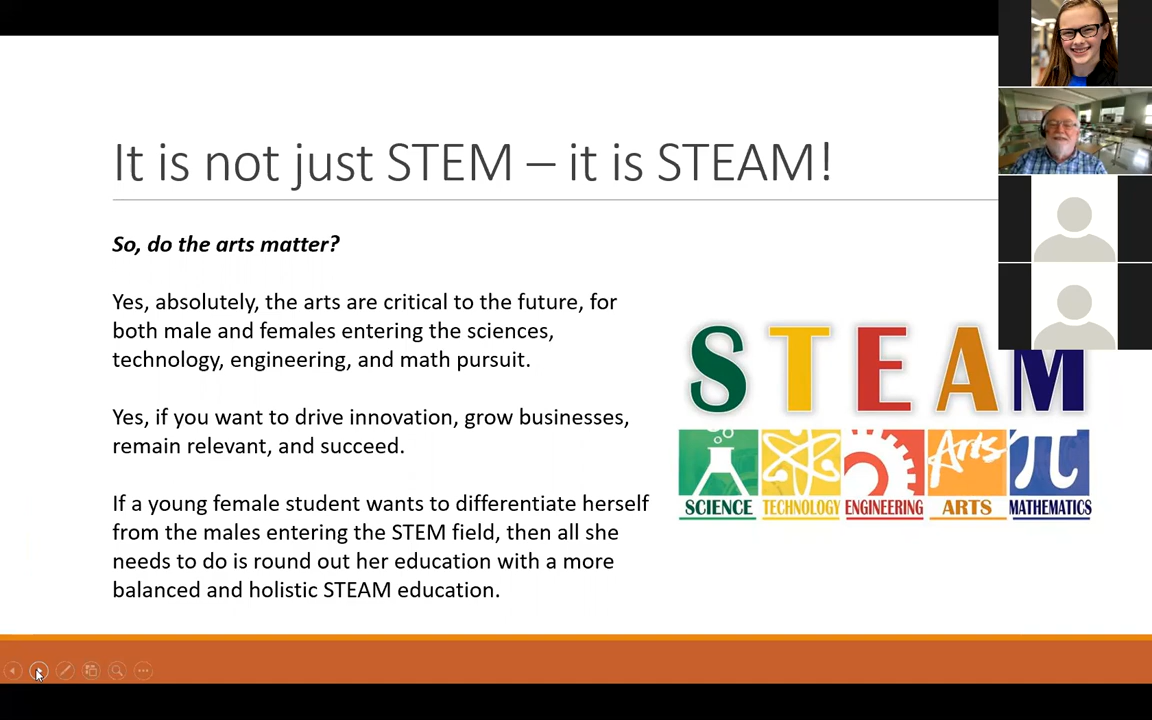 It is not just STEM – it is STEAM!
So, do the arts matter?
Yes, absolutely, the arts are critical to the future, for
both male and females entering the sciences,
technology, engineering, and math pursuit.
Yes, if you want to drive innovation, grow businesses,
remain relevant, and succeed.
If a young female student wants to differentiate herself
from the males entering the STEM field, then all she
needs to do is round out her education with a more
balanced and holistic STEAM education.
STEAM
Arts π
SCIENCE TECHNOLOGY ENGINEERING ARTS MATHEMATICS